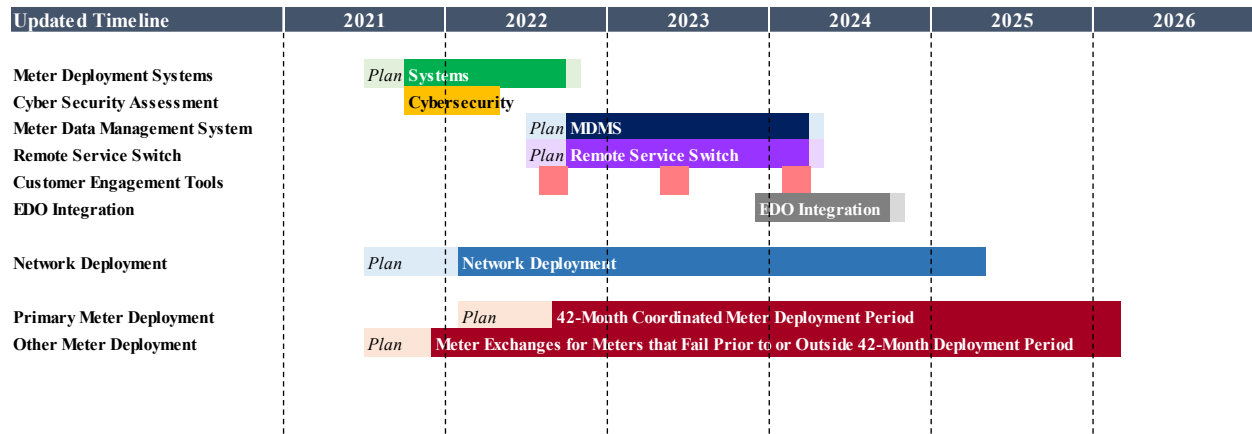 Updated Timeline 2021 2022 2023 2024 2025 2026
Meter Deployment Systems Plan Systems
Cyber Security Assessment Cybersecurity
Meter Data Management System Plan MDMS
Remote Service Switch Plan Remote Service Switch
Customer Engagement Tools
EDO Integration EDO Integration
Network Deployment Plan Network Deployment
Primary Meter Deployment Plan 42-Month Coordinated Meter Deployment Period
Other Meter Deployment Plan Meter Exchanges for Meters that Fail Prior to or Outside 42-Month Deployment Period